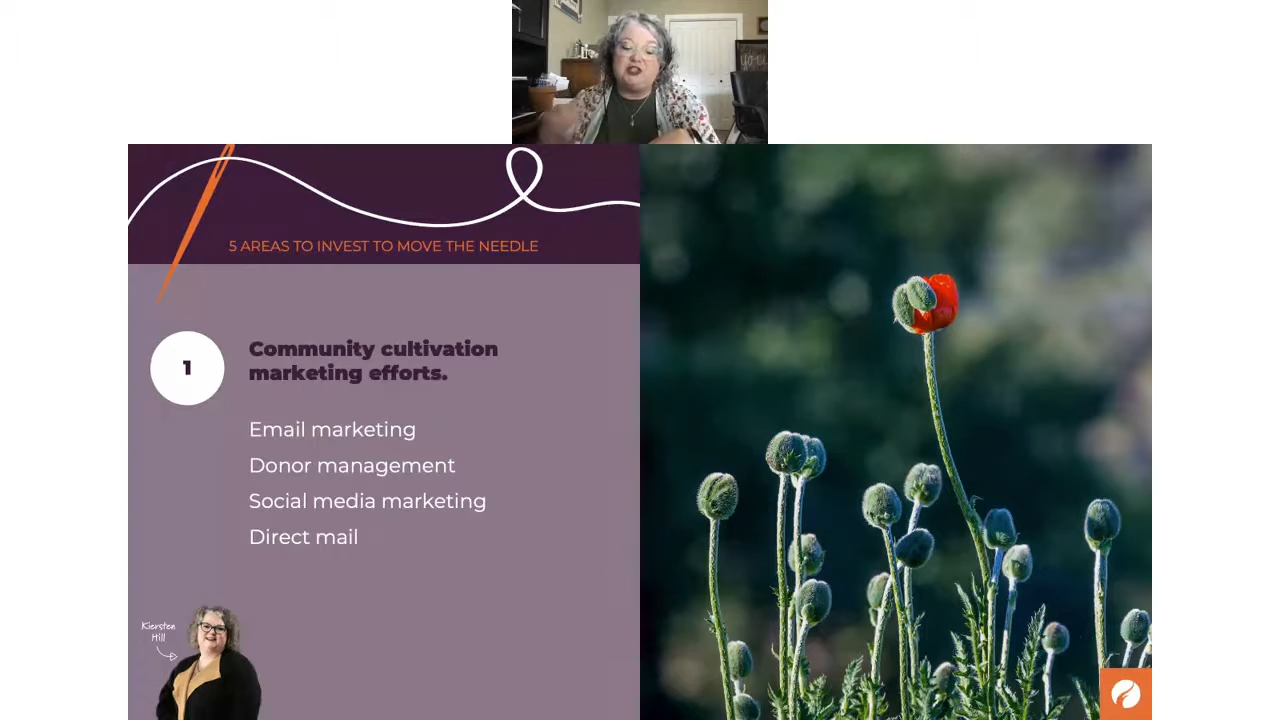 5 AREAS TO INVEST TO MOVE THE NEEDLE
1
Community cultivation
marketing efforts.
Email marketing
Donor management
Social media marketing
Direct mail
Kiersten
Hill